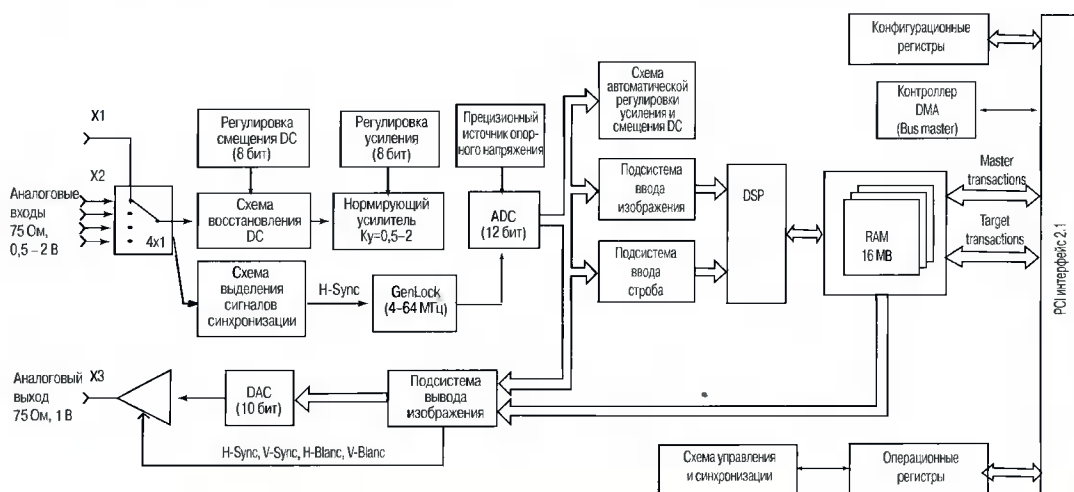 X1
X2
Аналоговые
входы
75 Ом,
0,5 – 2 В
4x1
Регулировка
смещения DC
(8 бит)
Регулировка
усиления
(8 бит)
Прецизионный
источник опор-
ного напряжения
Схема
восстановления
DC
Нормирующий
усилитель
Ку=0,5–2
ADC
(12 бит)
Схема
выделения
сигналов
синхронизации
H-Sync
GenLock
(4–64 МГц)
Схема
автоматической
регулировки
усиления и
смещения DC
Подсистема
ввода
изображения
Подсистема
ввода
строба
DSP
RAM
16 MB
Конфигурационные
регистры
Контроллер
DMA
(Bus master)
Master
transactions
Target
transactions
PCI интерфейс 2.1
Аналоговый
выход
75 Ом, 1 В
X3
DAC
(10 бит)
Подсистема
вывода
изображения
H-Sync, V-Sync, H-Blanc, V-Blanc
Схема управления
и синхронизации
Операционные
регистры